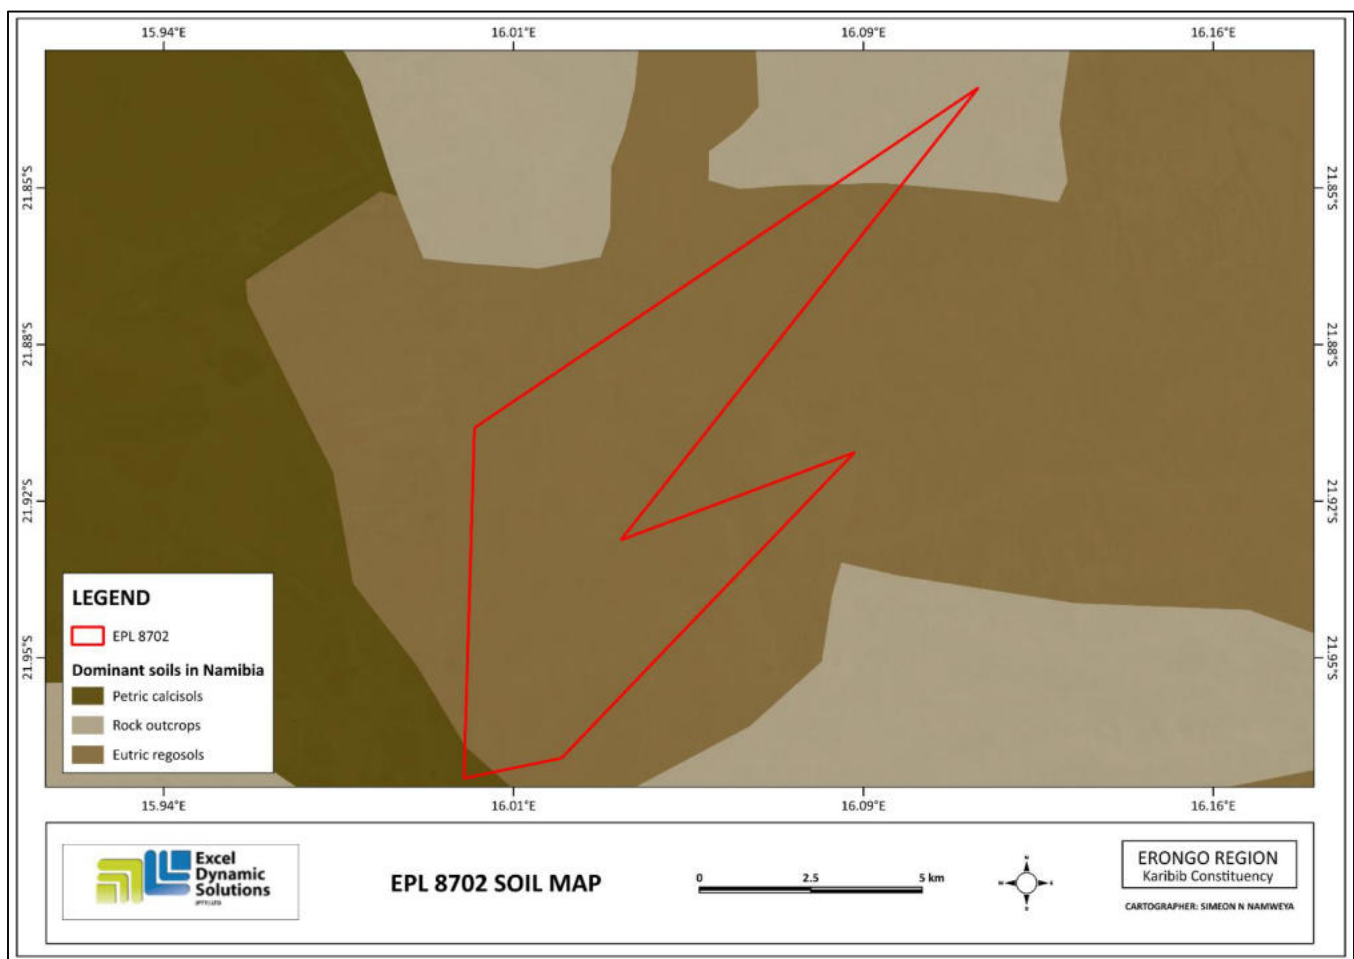 15.94°E 16.01°E 16.09°E 16.16°E
21.85°S 21.85°S
21.88°S 21.88°S
21.92°S 21.92°S
21.95°S 21.95°S
LEGEND
EPL 8702
Dominant soils in Namibia
Petric calcisols
Rock outcrops
Eutric regosols
15.94°E 16.01°E 16.09°E 16.16°E
Excel
Dynamic
Solutions
(PTY) LTD
EPL 8702 SOIL MAP
0 2.5 5 km
N
ERONGO REGION
Karibib Constituency
CARTOGRAPHER: SIMEON N NAMWEYA